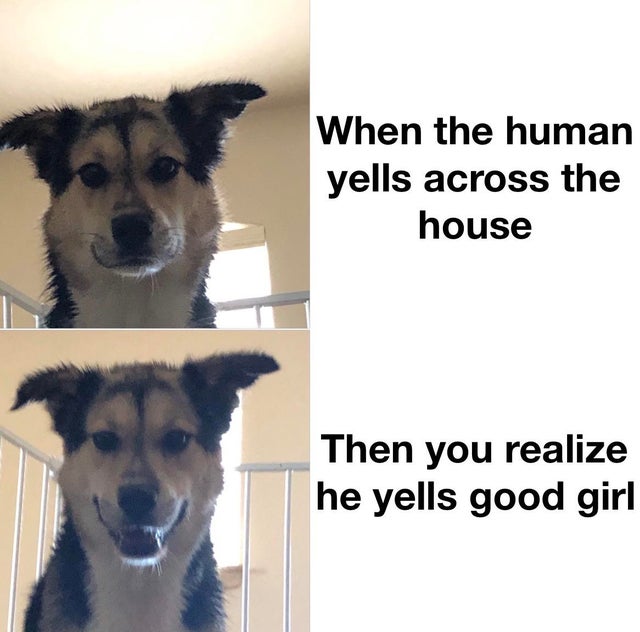 When the human
yells across the
house
Then you realize
he yells good girl